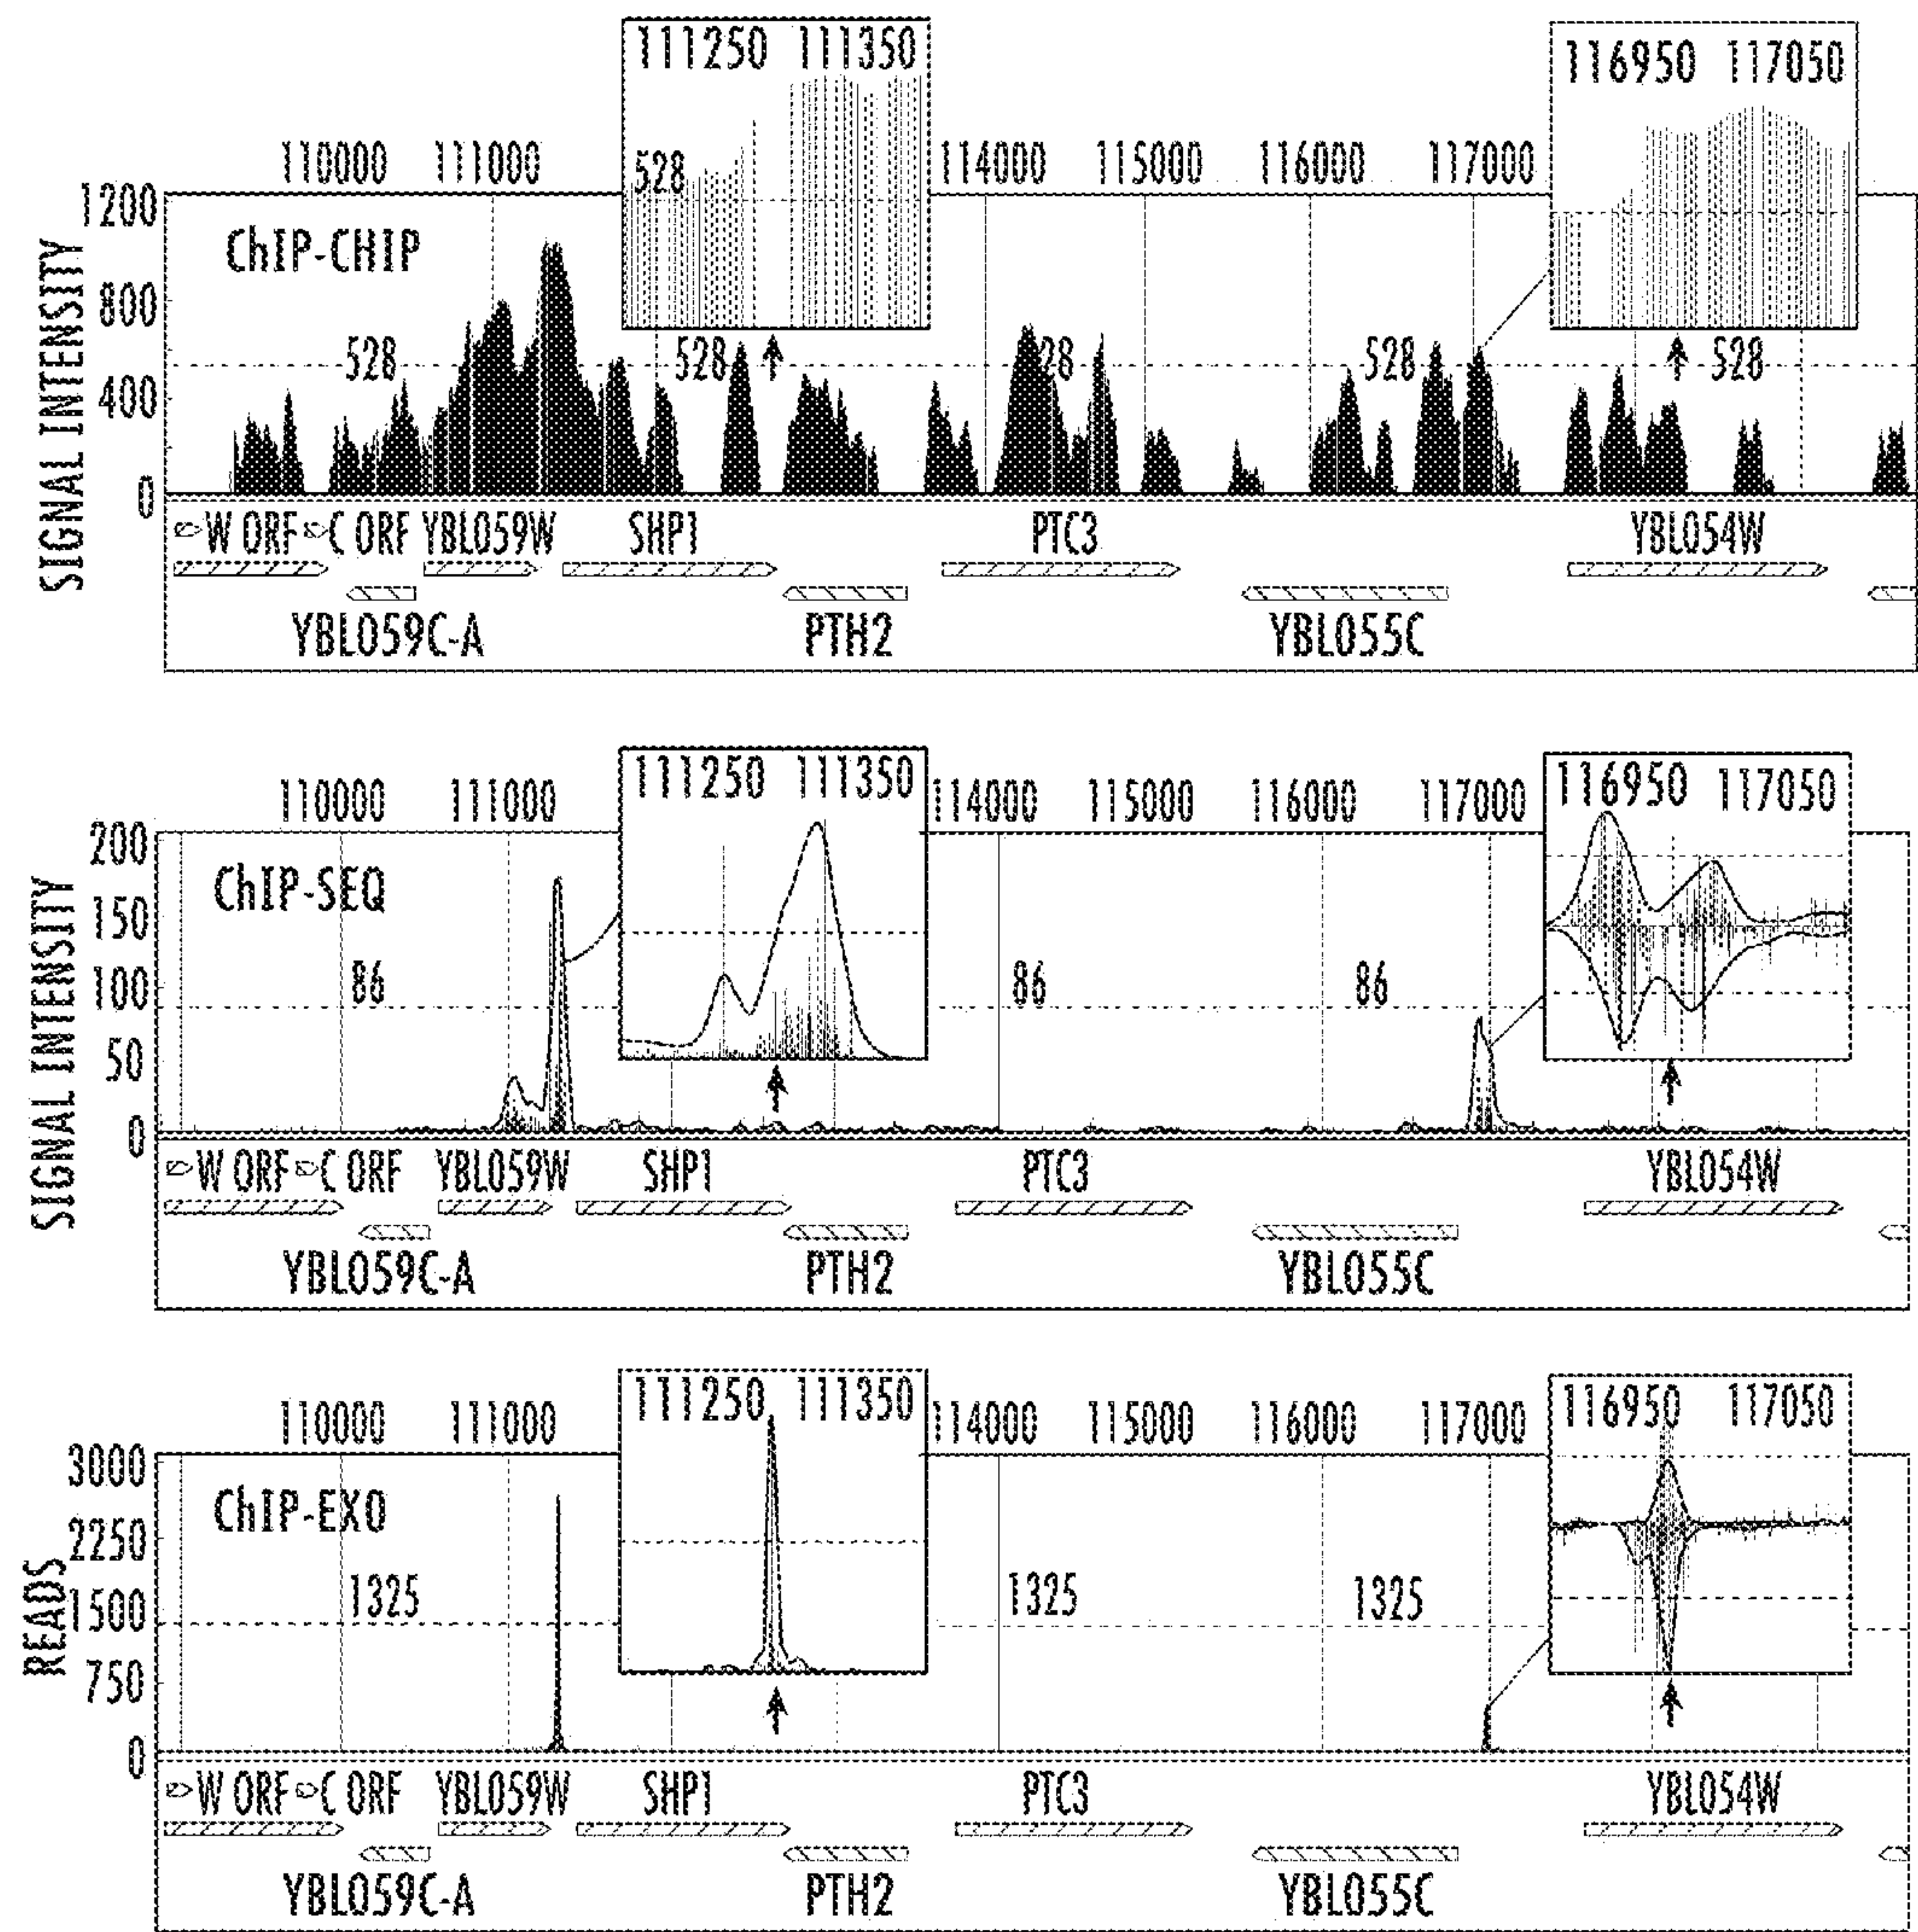 111250 111350
116950 117050
528
110000 111000 114000 115000 116000 117000
SIGNAL INTENSITY
1200
800
400
0
ChIP-CHIP
528 528 28 528 528
W ORF C ORF YBL059W SHP1 PTC3 YBL054W
YBL059C-A PTH2 YBL055C
111250 111350
116950 117050
110000 111000 114000 115000 116000 117000
SIGNAL INTENSITY
200
150
100
50
0
ChIP-SEQ
86 86 86
W ORF C ORF YBL059W SHP1 PTC3 YBL054W
YBL059C-A PTH2 YBL055C
111250 111350
116950 117050
110000 111000 114000 115000 116000 117000
READS
3000
2250
1500
750
0
ChIP-EXO
1325 1325 1325
W ORF C ORF YBL059W SHP1 PTC3 YBL054W
YBL059C-A PTH2 YBL055C